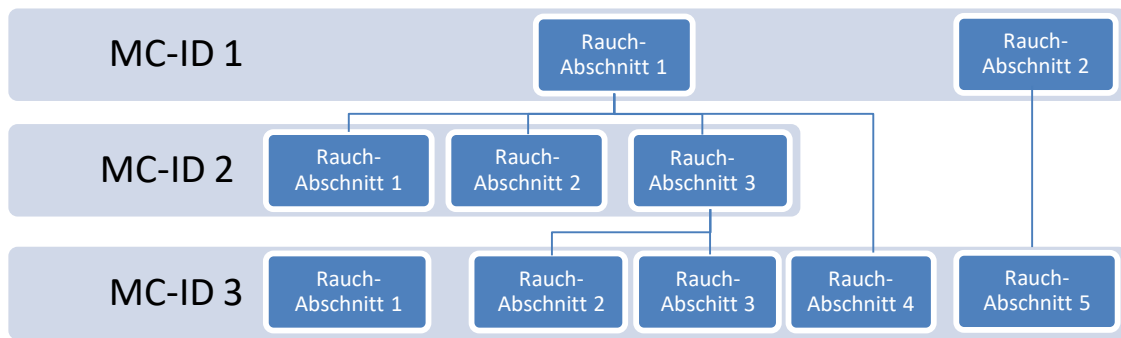 MC-ID 1
Rauch-
Abschnitt 1
Rauch-
Abschnitt 2
MC-ID 2
Rauch-
Abschnitt 1
Rauch-
Abschnitt 2
Rauch-
Abschnitt 3
MC-ID 3
Rauch-
Abschnitt 1
Rauch-
Abschnitt 2
Rauch-
Abschitt 3
Rauch-
Abschnitt 4
Rauch-
Abschnitt 5